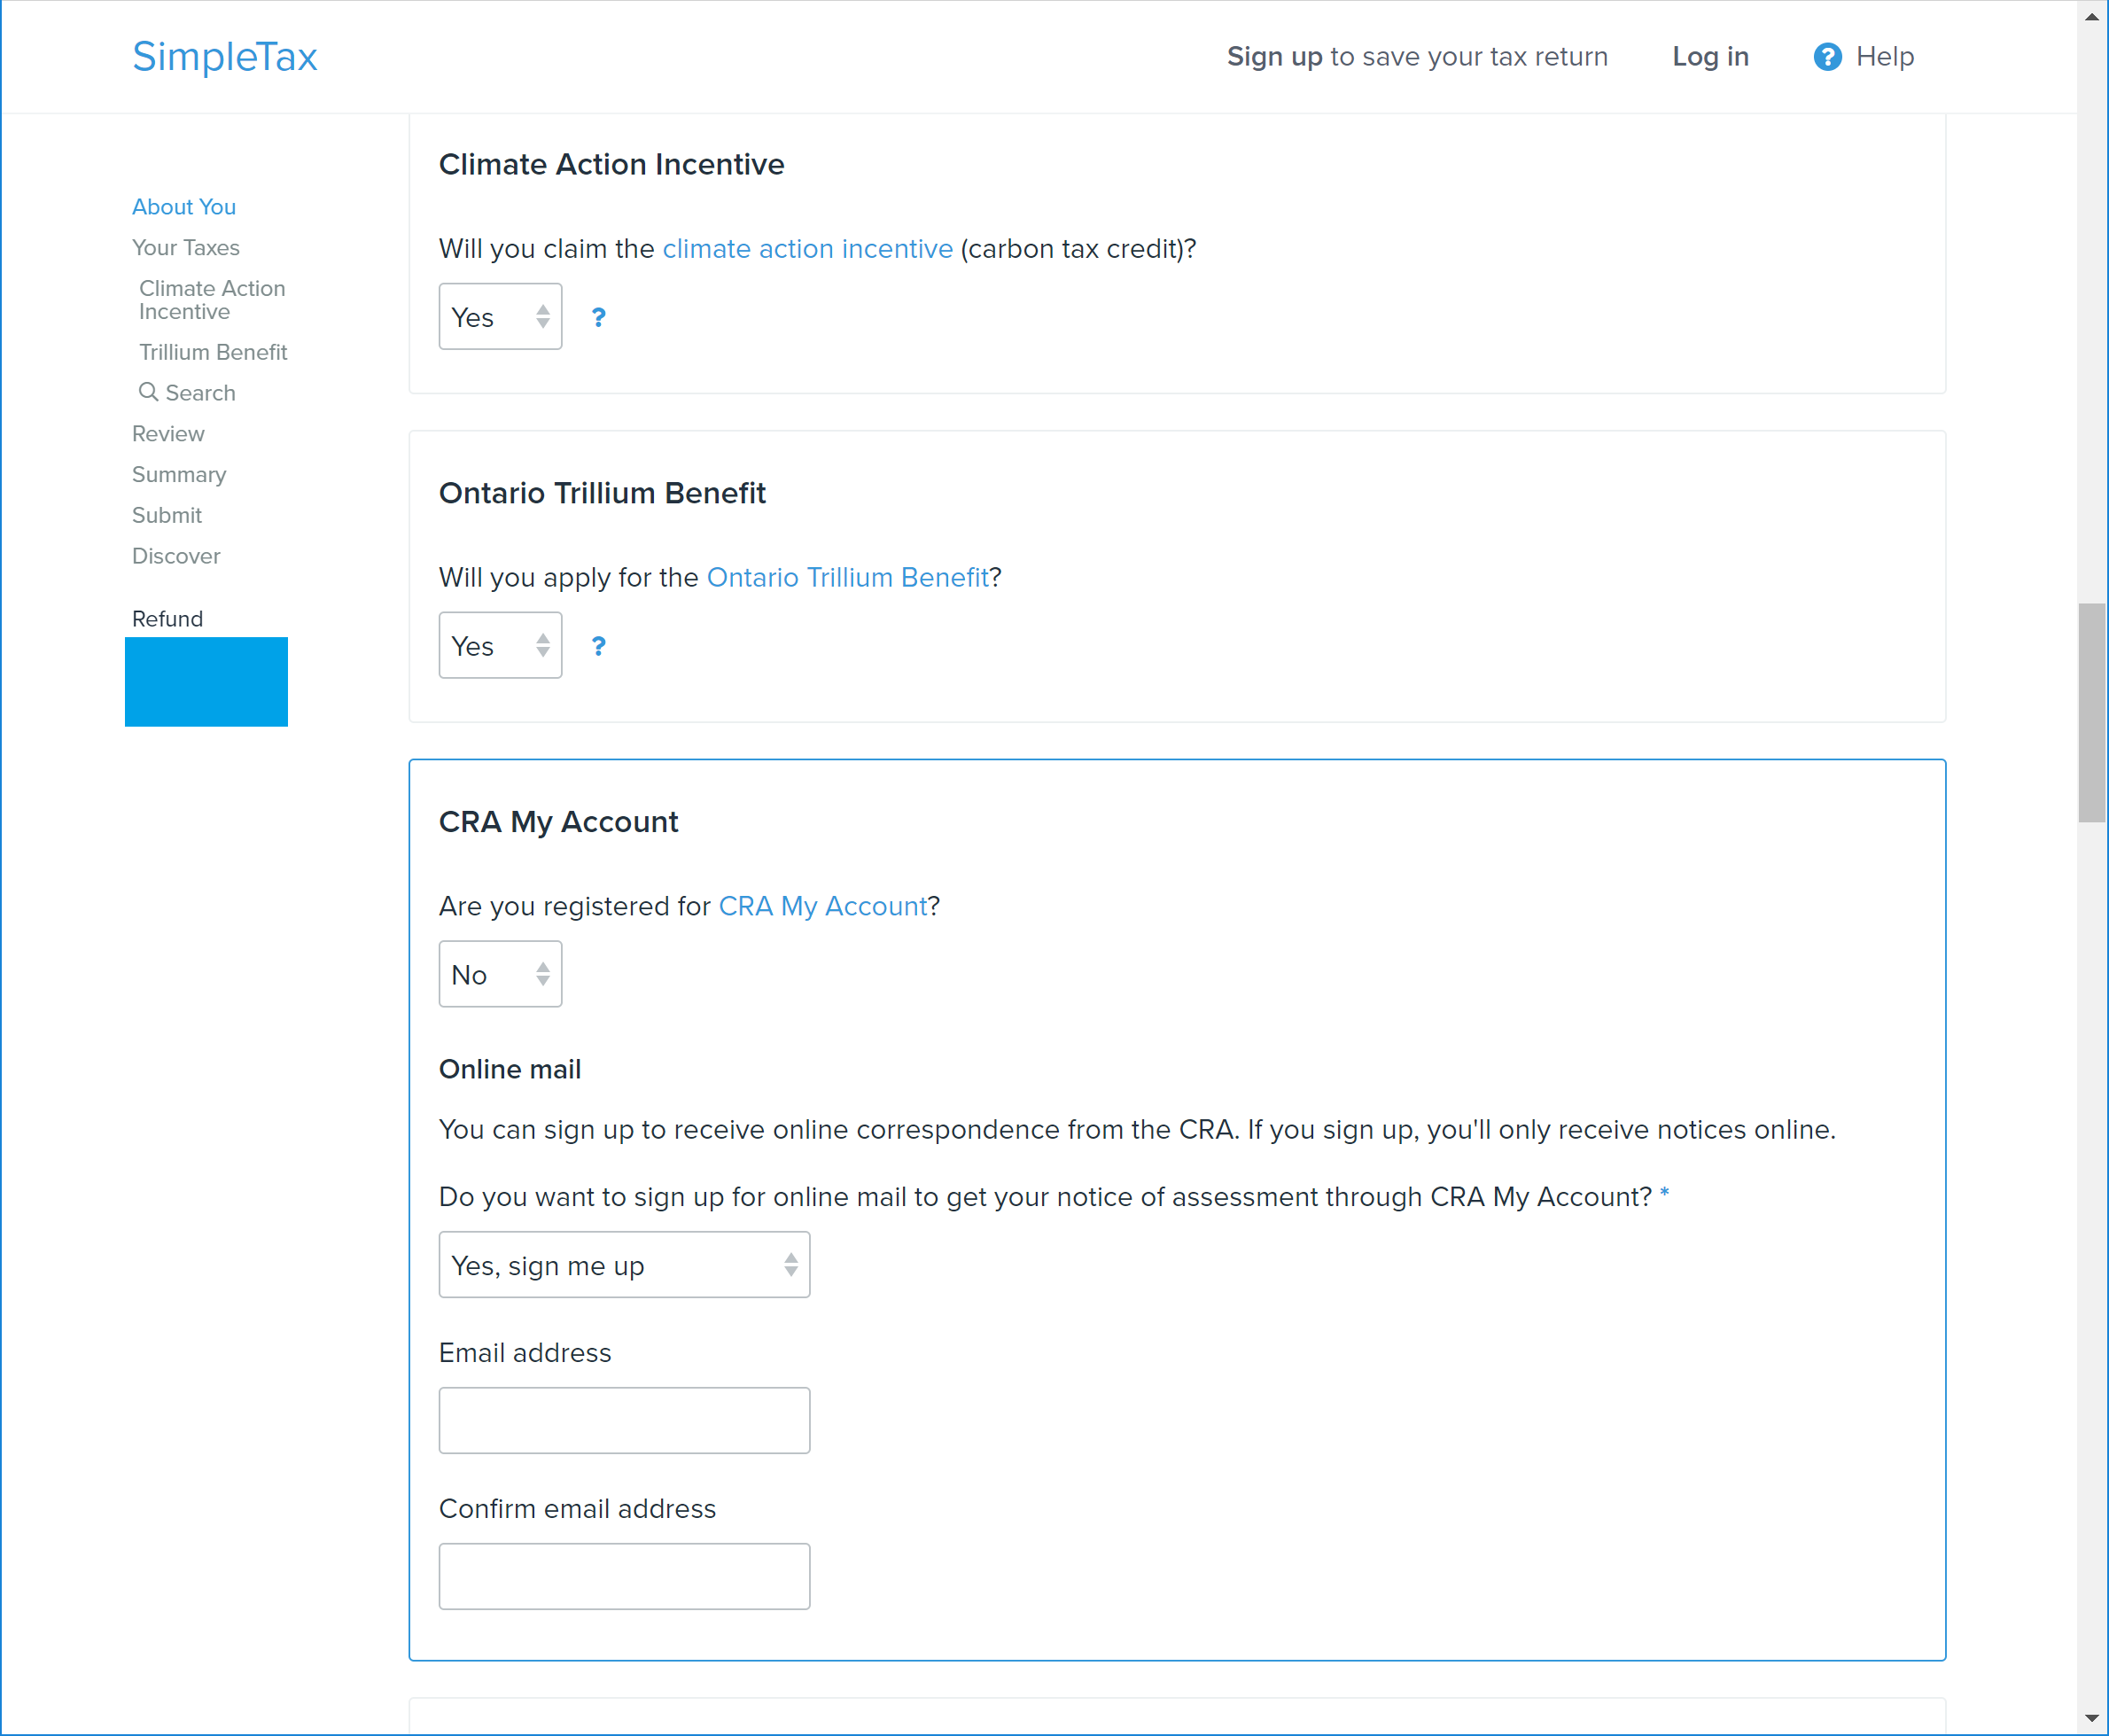 SimpleTax
Sign up to save your tax return
Log in
? Help
About You
Your Taxes
Climate Action
Incentive
Trillium Benefit
Search
Review
Summary
Submit
Discover
Refund
Climate Action Incentive
Will you claim the climate action incentive (carbon tax credit)?
Yes
?
Ontario Trillium Benefit
Will you apply for the Ontario Trillium Benefit?
Yes
?
CRA My Account
Are you registered for CRA My Account?
No
Online mail
You can sign up to receive online correspondence from the CRA. If you sign up, you'll only receive notices online.
Do you want to sign up for online mail to get your notice of assessment through CRA My Account? *
Yes, sign me up
Email address
Confirm email address